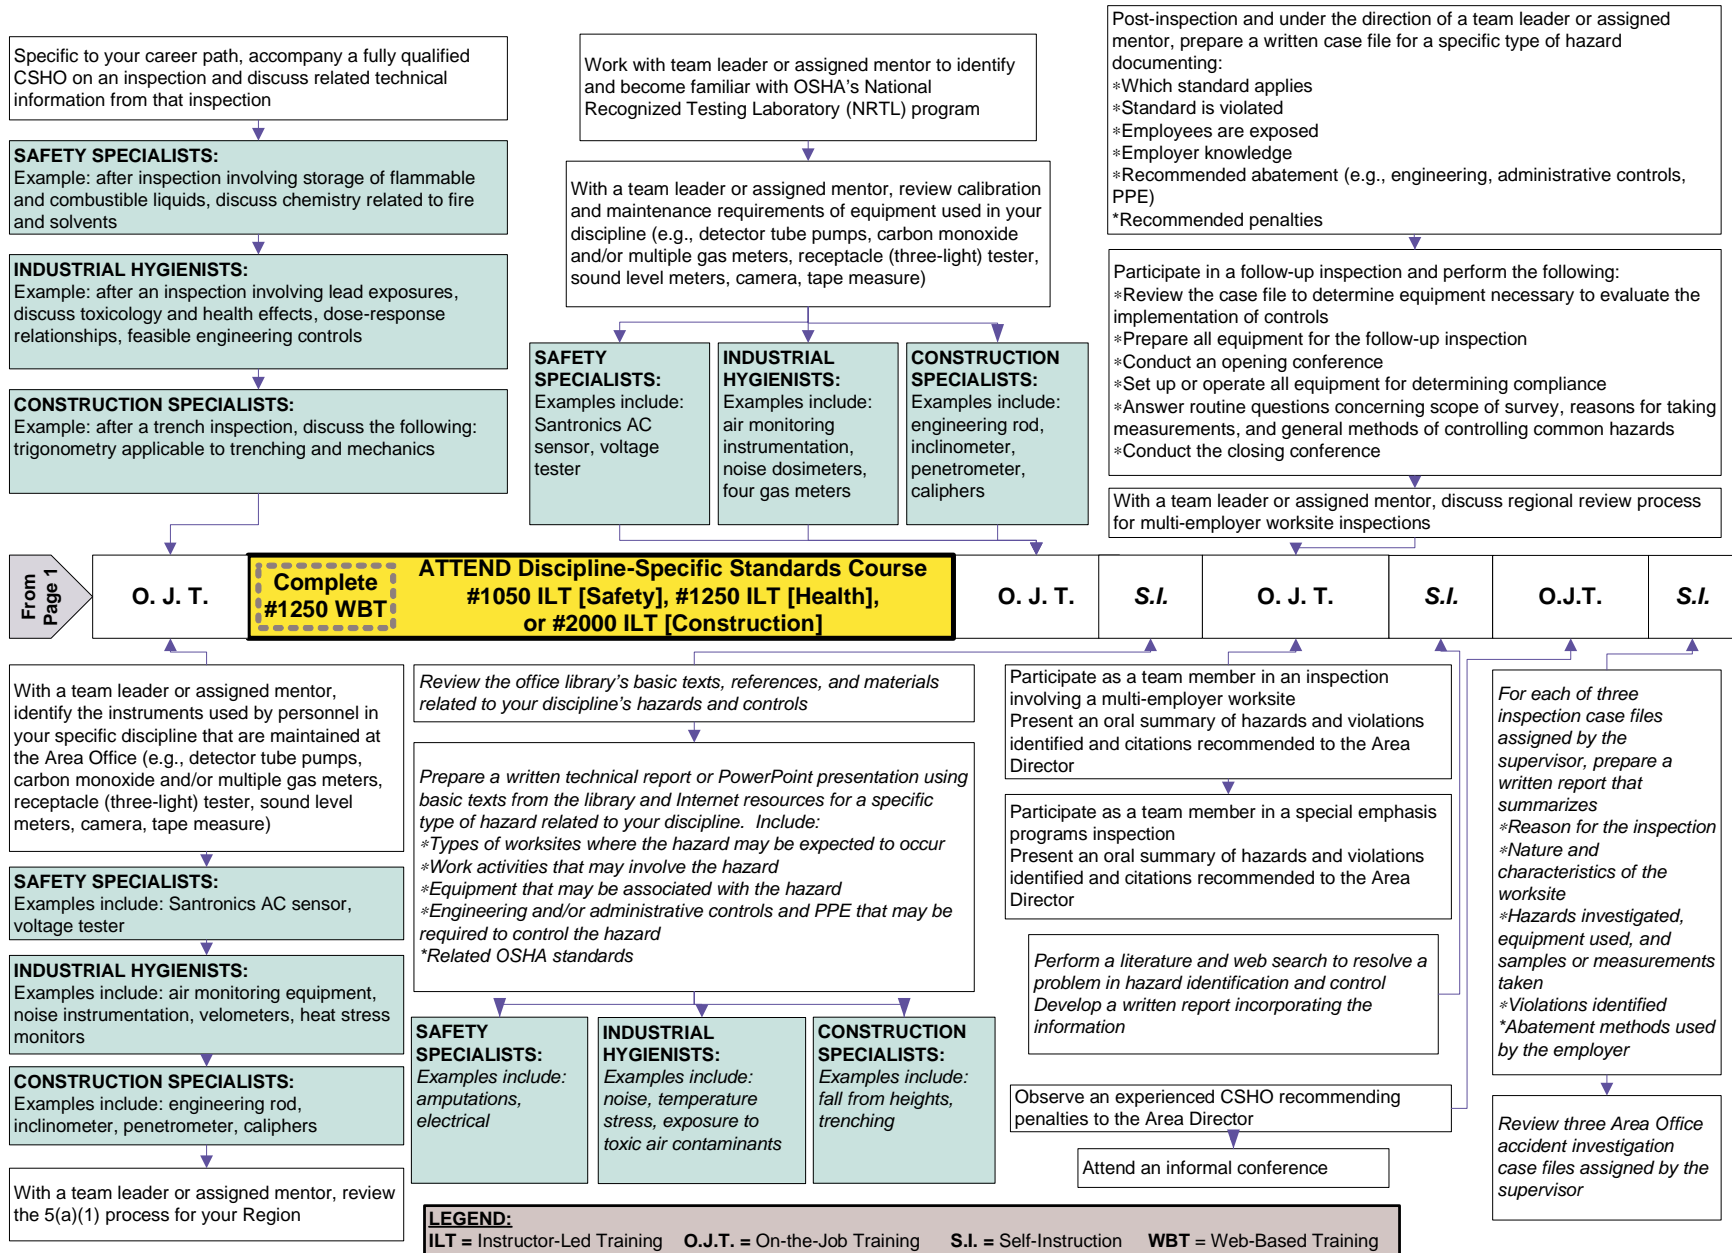 Specific to your career path, accompany a fully qualified
CSHO on an inspection and discuss related technical
information from that inspection
SAFETY SPECIALISTS:
Example: after inspection involving storage of flammable
and combustible liquids, discuss chemistry related to fire
and solvents
INDUSTRIAL HYGIENISTS:
Example: after an inspection involving lead exposures,
discuss toxicology and health effects, dose-response
relationships, feasible engineering controls
CONSTRUCTION SPECIALISTS:
Example: after a trench inspection, discuss the following:
trigonometry applicable to trenching and mechanics
Work with team leader or assigned mentor to identify
and become familiar with OSHA's National
Recognized Testing Laboratory (NRTL) program
With a team leader or assigned mentor, review calibration
and maintenance requirements of equipment used in your
discipline (e.g., detector tube pumps, carbon monoxide
and/or multiple gas meters, receptacle (three-light) tester,
sound level meters, camera, tape measure)
SAFETY
SPECIALISTS:
Examples include:
Santronics AC
sensor, voltage
tester
INDUSTRIAL
HYGIENISTS:
Examples include:
air monitoring
instrumentation,
noise dosimeters,
four gas meters
CONSTRUCTION
SPECIALISTS:
Examples include:
engineering rod,
inclinometer,
penetrometer,
caliphers
Post-inspection and under the direction of a team leader or assigned
mentor, prepare a written case file for a specific type of hazard
documenting:
*Which standard applies
*Standard is violated
*Employees are exposed
*Employer knowledge
*Recommended abatement (e.g., engineering, administrative controls,
PPE)
*Recommended penalties
Participate in a follow-up inspection and perform the following:
*Review the case file to determine equipment necessary to evaluate the
implementation of controls
*Prepare all equipment for the follow-up inspection
*Conduct an opening conference
*Set up or operate all equipment for determining compliance
*Answer routine questions concerning scope of survey, reasons for taking
measurements, and general methods of controlling common hazards
*Conduct the closing conference
With a team leader or assigned mentor, discuss regional review process
for multi-employer worksite inspections
From
Page 1
O. J. T.
Complete
#1250 WBT
ATTEND Discipline-Specific Standards Course
#1050 ILT [Safety], #1250 ILT [Health],
or #2000 ILT [Construction]
O. J. T.
S.I.
O. J. T.
S.I.
O.J.T.
S.I.
With a team leader or assigned mentor,
identify the instruments used by personnel in
your specific discipline that are maintained at
the Area Office (e.g., detector tube pumps,
carbon monoxide and/or multiple gas meters,
receptacle (three-light) tester, sound level
meters, camera, tape measure)
SAFETY SPECIALISTS:
Examples include: Santronics AC sensor,
voltage tester
INDUSTRIAL HYGIENISTS:
Examples include: air monitoring equipment,
noise instrumentation, velometers, heat stress
monitors
CONSTRUCTION SPECIALISTS:
Examples include: engineering rod,
inclinometer, penetrometer, caliphers
With a team leader or assigned mentor, review
the 5(a)(1) process for your Region
Review the office library's basic texts, references, and materials
related to your discipline's hazards and controls
Prepare a written technical report or PowerPoint presentation using
basic texts from the library and Internet resources for a specific
type of hazard related to your discipline. Include:
*Types of worksites where the hazard may be expected to occur
*Work activities that may involve the hazard
*Equipment that may be associated with the hazard
*Engineering and/or administrative controls and PPE that may be
required to control the hazard
*Related OSHA standards
SAFETY
SPECIALISTS:
Examples include:
amputations,
electrical
INDUSTRIAL
HYGIENISTS:
Examples include:
noise, temperature
stress, exposure to
toxic air contaminants
CONSTRUCTION
SPECIALISTS:
Examples include:
fall from heights,
trenching
Participate as a team member in an inspection
involving a multi-employer worksite
Present an oral summary of hazards and violations
identified and citations recommended to the Area
Director
Participate as a team member in a special emphasis
programs inspection
Present an oral summary of hazards and violations
identified and citations recommended to the Area
Director
Perform a literature and web search to resolve a
problem in hazard identification and control
Develop a written report incorporating the
information
Observe an experienced CSHO recommending
penalties to the Area Director
Attend an informal conference
For each of three
inspection case files
assigned by the
supervisor, prepare a
written report that
summarizes
*Reason for the inspection
*Nature and
characteristics of the
worksite
*Hazards investigated,
equipment used, and
samples or measurements
taken
*Violations identified
*Abatement methods used
by the employer
Review three Area Office
accident investigation
case files assigned by the
supervisor
LEGEND:
ILT = Instructor-Led Training O.J.T. = On-the-Job Training S.I. = Self-Instruction WBT = Web-Based Training